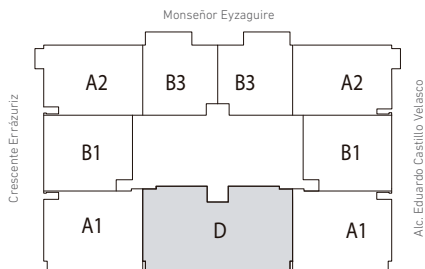 Monseñor Eyzaguire
A2 B3 B3 A2
Crescente Errázuriz
Alc. Eduardo Castillo Velasco
B1 B1
A1 D A1